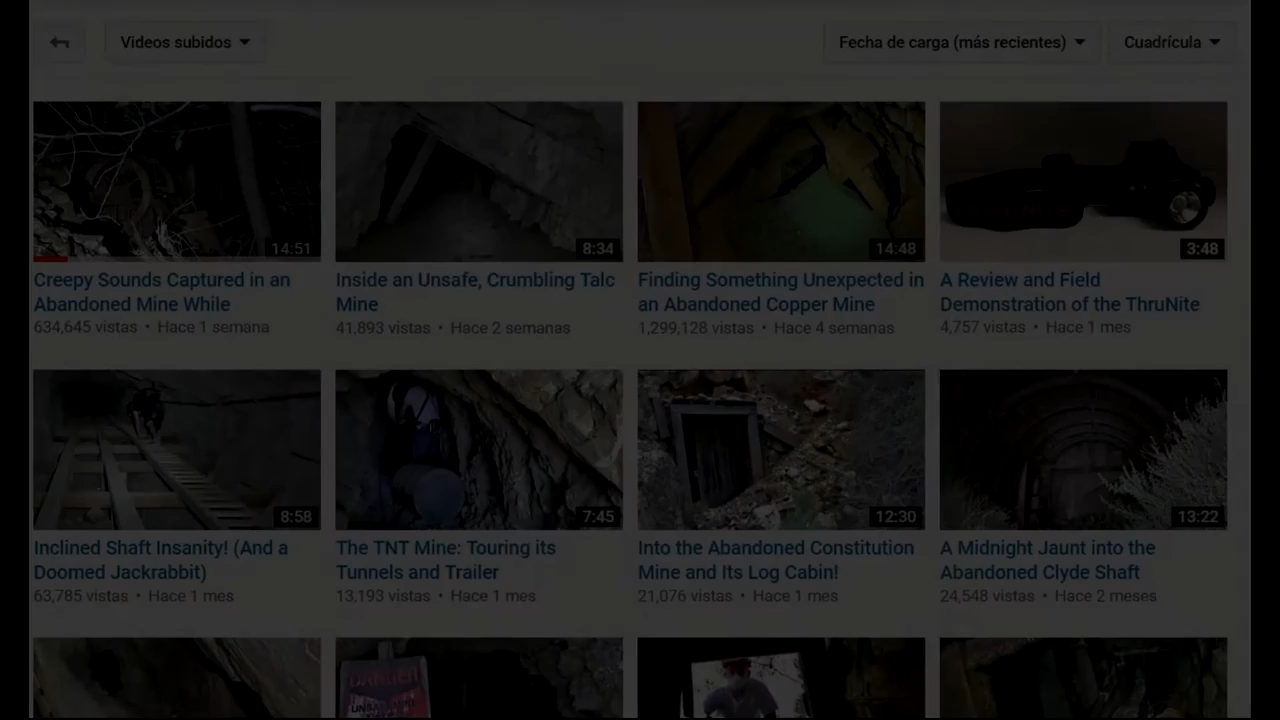 Videos subidos
Fecha de carga (más recientes)
Cuadrícula
14:51
8:34
14:48
3:48
Creepy Sounds Captured in an
Abandoned Mine While
634,645 vistas • Hace 1 semana
Inside an Unsafe, Crumbling Talc
Mine
41,893 vistas • Hace 2 semanas
Finding Something Unexpected in
an Abandoned Copper Mine
1,299,128 vistas • Hace 4 semanas
A Review and Field
Demonstration of the ThruNite
4,757 vistas • Hace 1 mes
8:58
7:45
12:30
13:22
Inclined Shaft Insanity! (And a
Doomed Jackrabbit)
63,785 vistas • Hace 1 mes
The TNT Mine: Touring its
Tunnels and Trailer
13,193 vistas • Hace 1 mes
Into the Abandoned Constitution
Mine and Its Log Cabin!
21,076 vistas • Hace 1 mes
A Midnight Jaunt into the
Abandoned Clyde Shaft
24,548 vistas • Hace 2 meses
DANGER